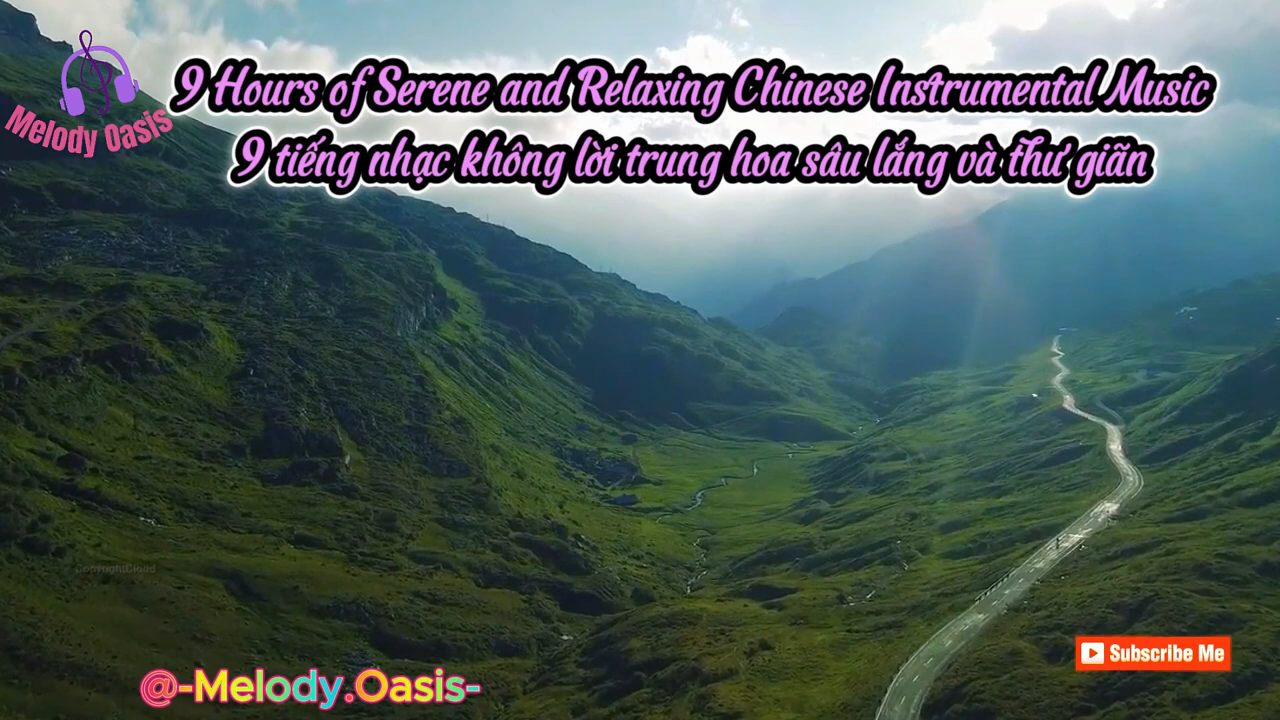 Melody Oasis
9 Hours of Serene and Relaxing Chinese Instrumental Music
9 tiếng nhạc không lời trung hoa sâu lắng và thư giãn
CopyrightCloud
Subscribe Me
@-Melody.Oasis-